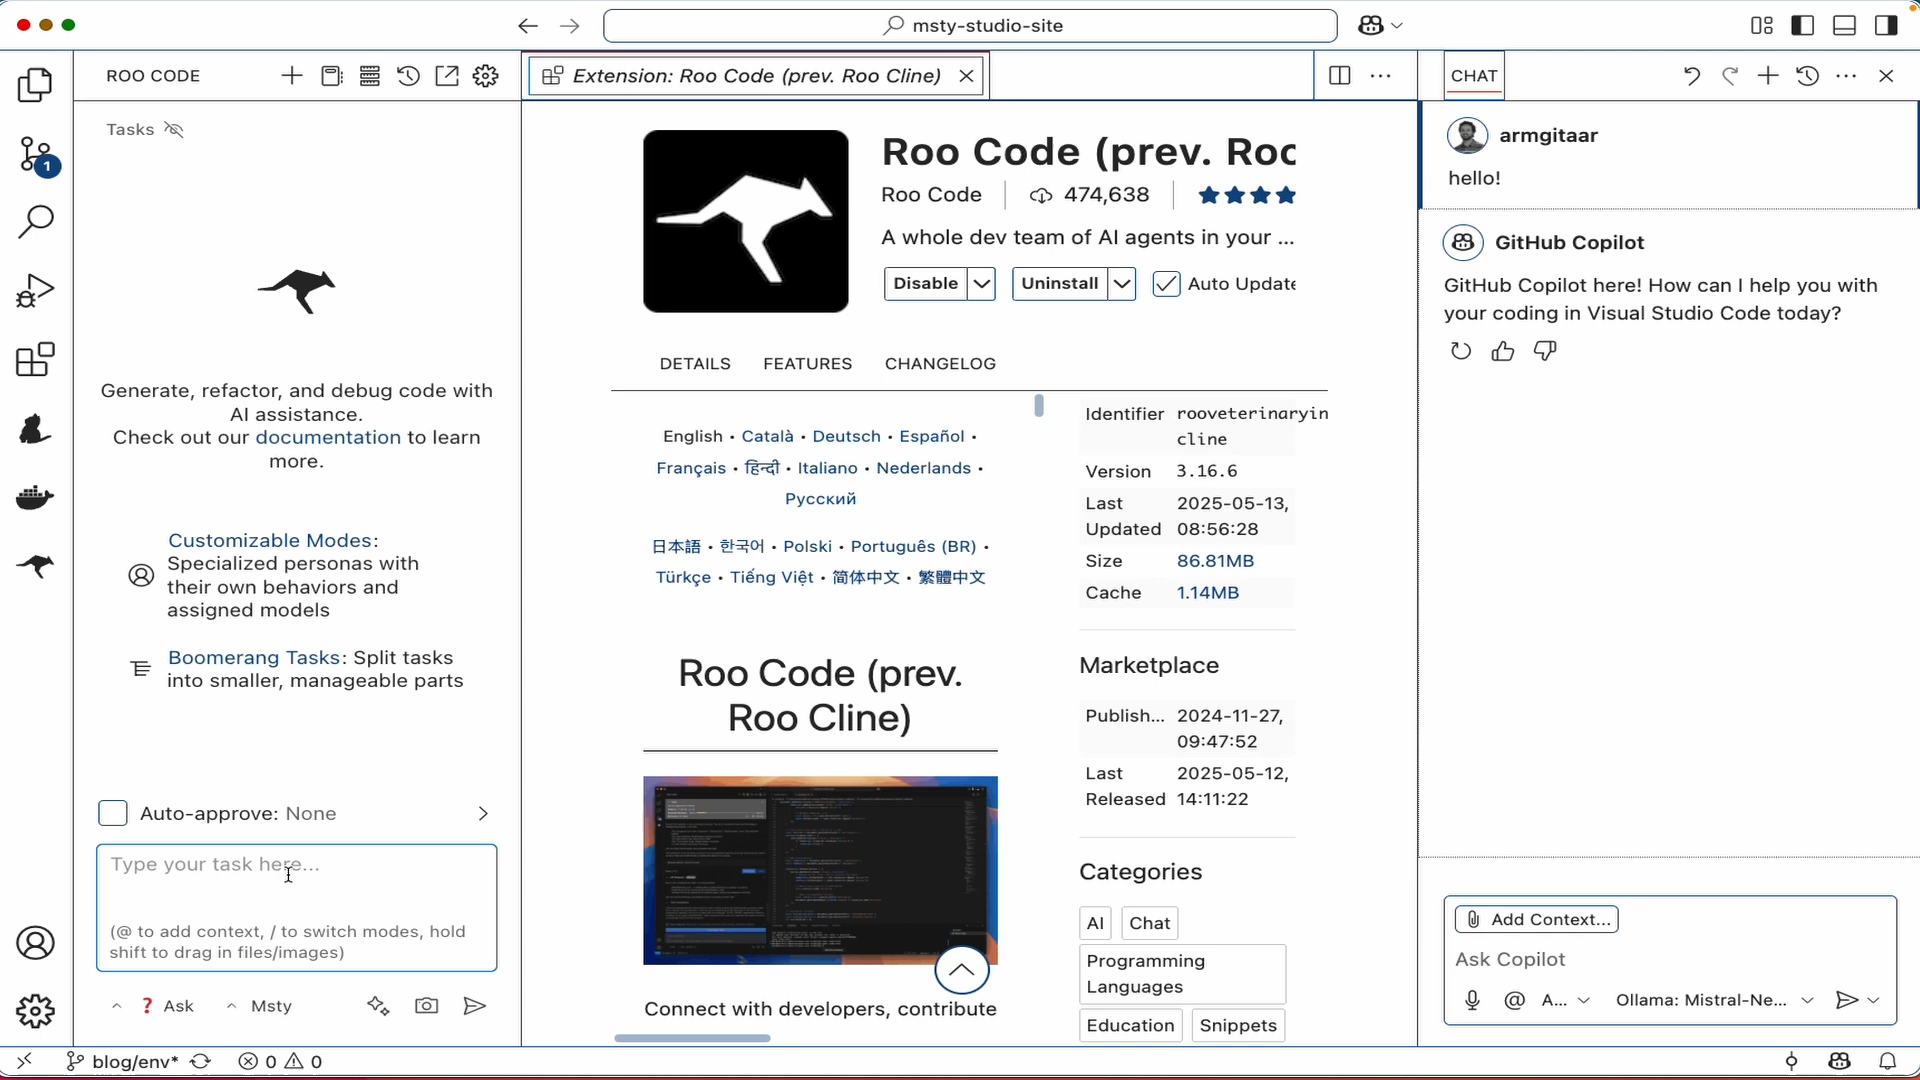 msty-studio-site
ROO CODE
Extension: Roo Code (prev. Roo Cline)
CHAT
Tasks
1
Generate, refactor, and debug code with
AI assistance.
Check out our documentation to learn
more.
Customizable Modes:
Specialized personas with
their own behaviors and
assigned models
Boomerang Tasks: Split tasks
into smaller, manageable parts
Auto-approve: None
Type your task here...
(@ to add context, / to switch modes, hold
shift to drag in files/images)
? Ask
Msty
Roo Code (prev. Roo
Roo Code
474,638
A whole dev team of AI agents in your ...
Disable
Uninstall
Auto Update
DETAILS
FEATURES
CHANGELOG
English • Català • Deutsch • Español •
Français • हिन्दी • Italiano • Nederlands •
Русский
日本語 • 한국어 • Polski • Português (BR) •
Türkçe • Tiếng Việt • 简体中文 • 繁體中文
Roo Code (prev.
Roo Cline)
Connect with developers, contribute
Identifier rooveterinaryin
cline
Version 3.16.6
Last 2025-05-13,
Updated 08:56:28
Size 86.81MB
Cache 1.14MB
Marketplace
Publish... 2024-11-27,
09:47:52
Last 2025-05-12,
Released 14:11:22
Categories
AI
Chat
Programming
Languages
Education
Snippets
armgitaar
hello!
GitHub Copilot
GitHub Copilot here! How can I help you with
your coding in Visual Studio Code today?
Add Context...
Ask Copilot
@ A... Ollama: Mistral-Ne...
blog/env*
0
0